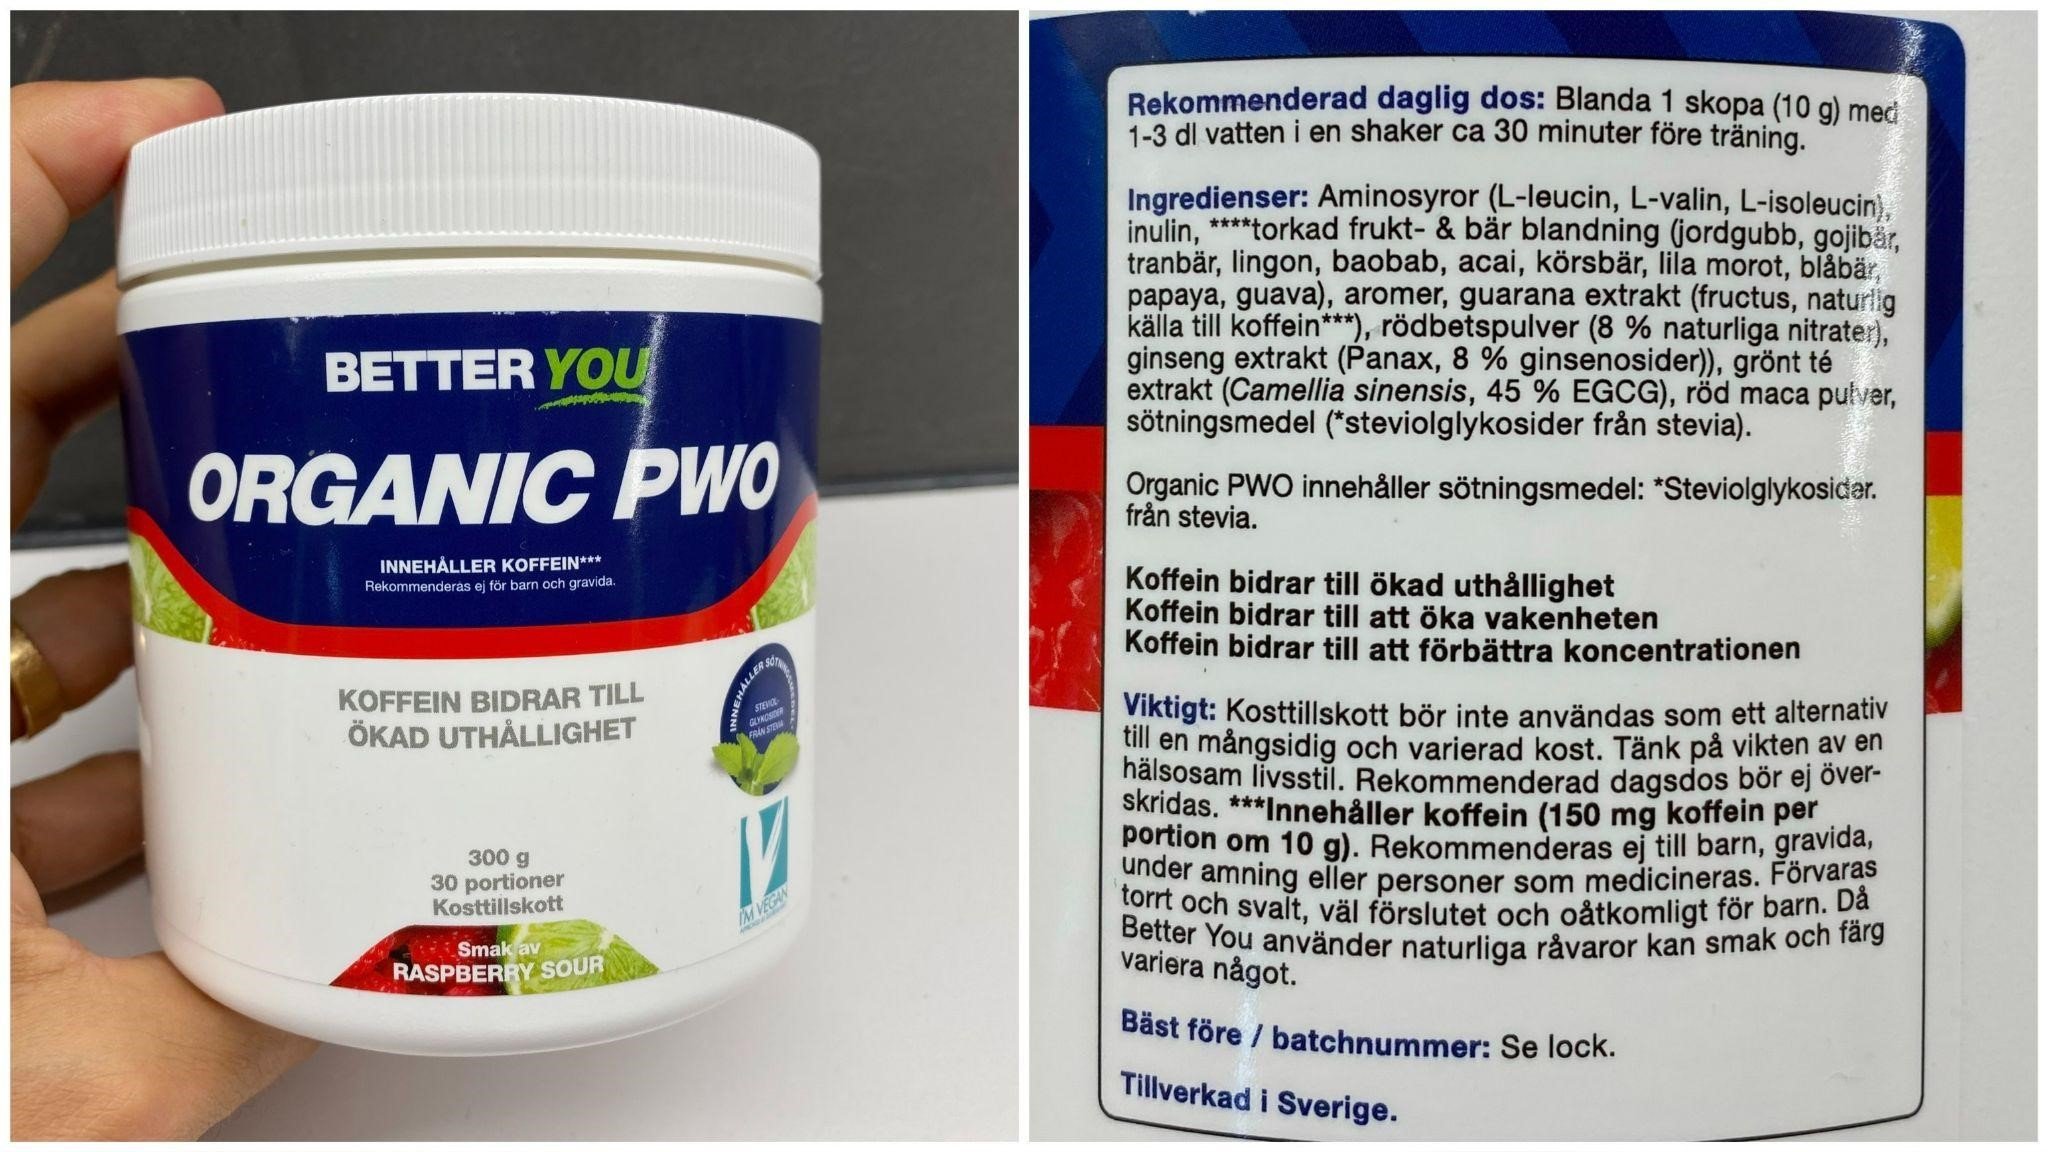 BETTER YOU
ORGANIC PWO
INNEHÅLLER KOFFEIN***
Rekommenderas ej för barn och gravida.
KOFFEIN BIDRAR TILL
ÖKAD UTHÅLLIGHET
INNEHÅLLER SÖTNINGSMEDEL:
STEVIOL-
GLYKOSIDER
FRÅN STEVIA
300 g
30 portioner
Kosttillskott
I'M VEGAN
Smak av
RASPBERRY SOUR
Rekommenderad daglig dos: Blanda 1 skopa (10 g) med
1-3 dl vatten i en shaker ca 30 minuter före träning.
Ingredienser: Aminosyror (L-leucin, L-valin, L-isoleucin),
inulin, ****torkad frukt- & bär blandning (jordgubb, gojibär,
tranbär, lingon, baobab, acai, körsbär, lila morot, blåbär,
papaya, guava), aromer, guarana extrakt (fructus, naturlig
källa till koffein***), rödbetspulver (8 % naturliga nitrater),
ginseng extrakt (Panax, 8 % ginsenosider)), grönt té
extrakt (Camellia sinensis, 45 % EGCG), röd maca pulver,
sötningsmedel (*steviolglykosider från stevia).
Organic PWO innehåller sötningsmedel: *Steviolglykosider.
från stevia.
Koffein bidrar till ökad uthållighet
Koffein bidrar till att öka vakenheten
Koffein bidrar till att förbättra koncentrationen
Viktigt: Kosttillskott bör inte användas som ett alternativ
till en mångsidig och varierad kost. Tänk på vikten av en
hälsosam livsstil. Rekommenderad dagsdos bör ej över-
skridas. ***Innehåller koffein (150 mg koffein per
portion om 10 g). Rekommenderas ej till barn, gravida,
under amning eller personer som medicineras. Förvaras
torrt och svalt, väl förslutet och oåtkomligt för barn. Då
Better You använder naturliga råvaror kan smak och färg
variera något.
Bäst före / batchnummer: Se lock.
Tillverkad i Sverige.